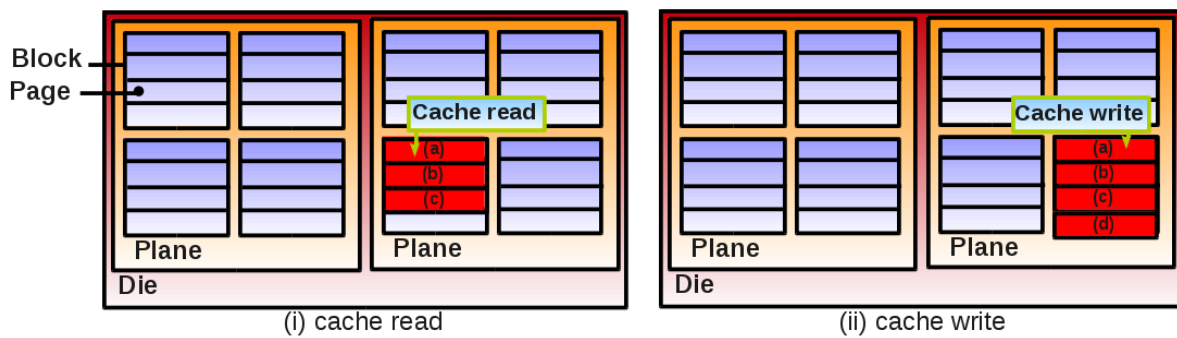 Block
Page
Cache read
(a)
(b)
(c)
Plane
Plane
Die
(i) cache read
Cache write
(a)
(b)
(c)
(d)
Plane
Plane
Die
(ii) cache write